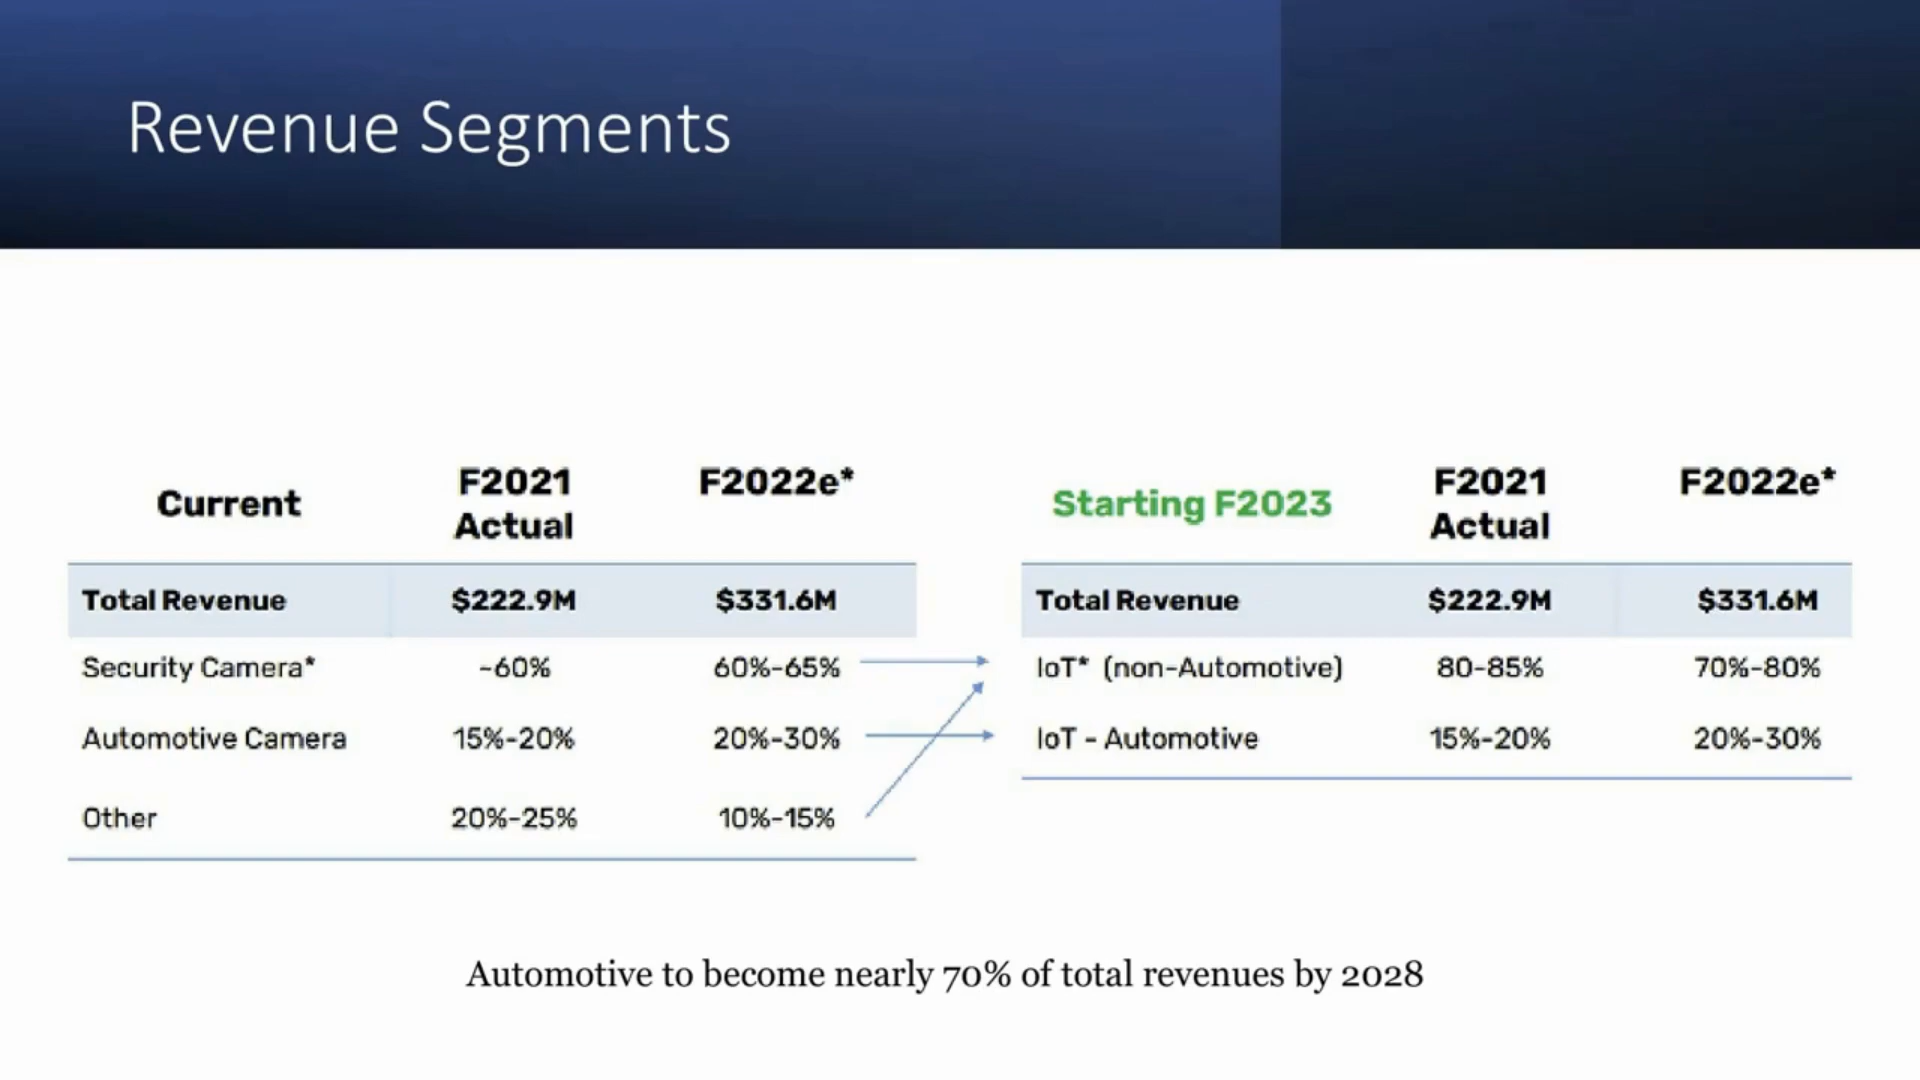 Revenue Segments
Current F2021 Actual F2022e*
Total Revenue $222.9M $331.6M
Security Camera* ~60% 60%-65%
Automotive Camera 15%-20% 20%-30%
Other 20%-25% 10%-15%
Starting F2023 F2021 Actual F2022e*
Total Revenue $222.9M $331.6M
IoT* (non-Automotive) 80-85% 70%-80%
IoT - Automotive 15%-20% 20%-30%
Automotive to become nearly 70% of total revenues by 2028